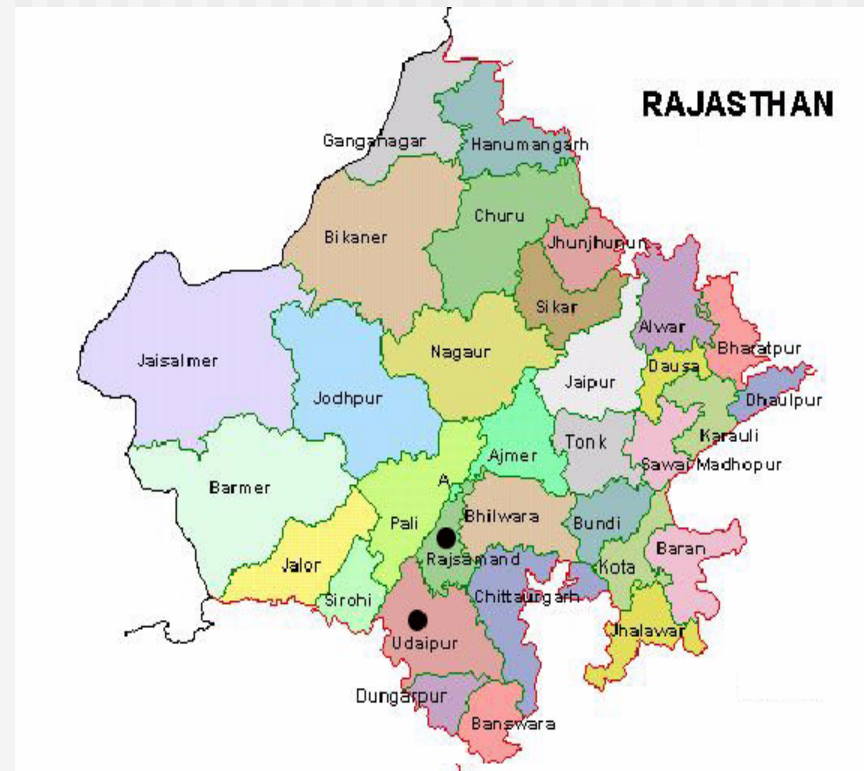 RAJASTHAN
Ganganagar
Hanumangarh
Churu
Bikaner
Jhunjhunun
Sikar
Alwar
Bharatpur
Nagaur
Jaisalmer
Dausa
Jaipur
Jodhpur
Dhaulpur
Karauli
Tonk
Ajmer
Sawai Madhopur
A
Barmer
Bhilwara
Pali
Bundi
Baran
Rajsamand
Jalor
Kota
Sirohi
Chittaurgarh
Jhalawar
Udaipur
Dungarpur
Banswara